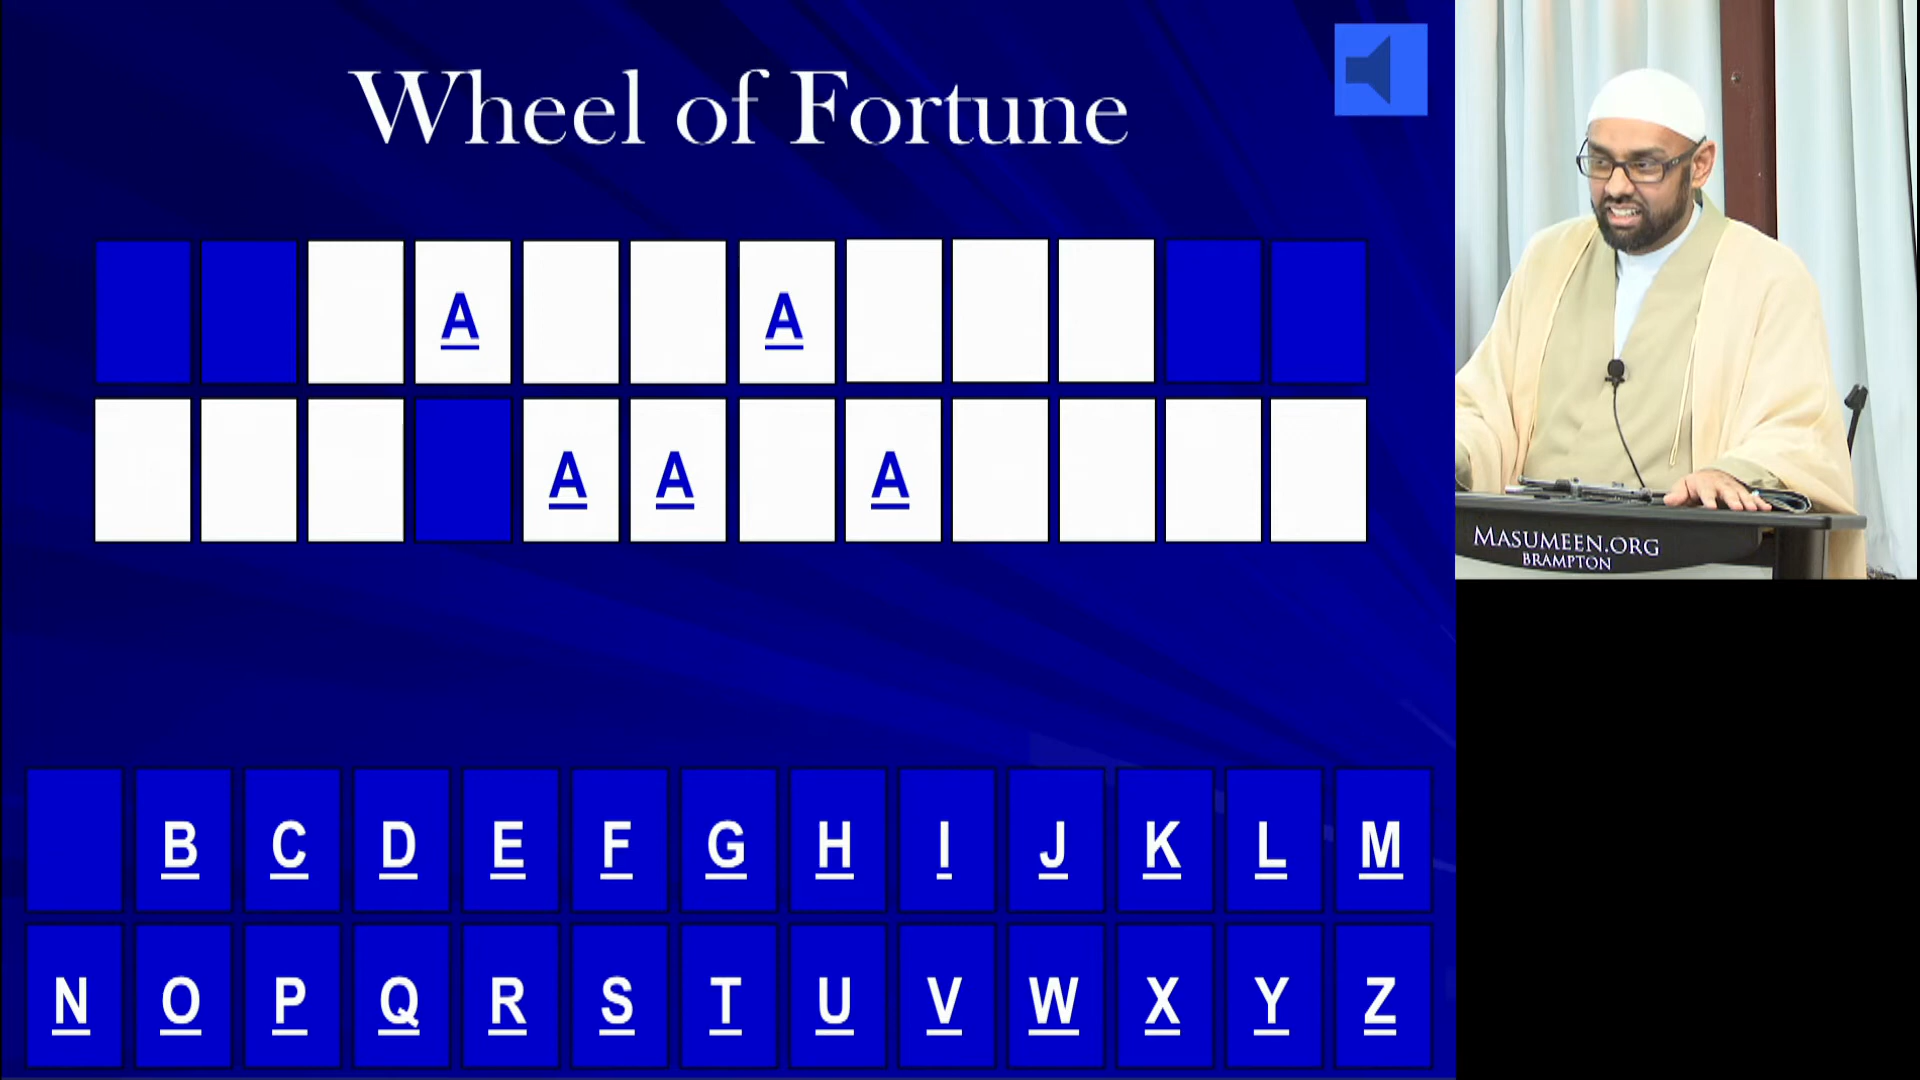 Wheel of Fortune
A A
A A A
B C D E F G H I J K L M
N O P Q R S T U V W X Y Z
MASUMEEN.ORG
BRAMPTON